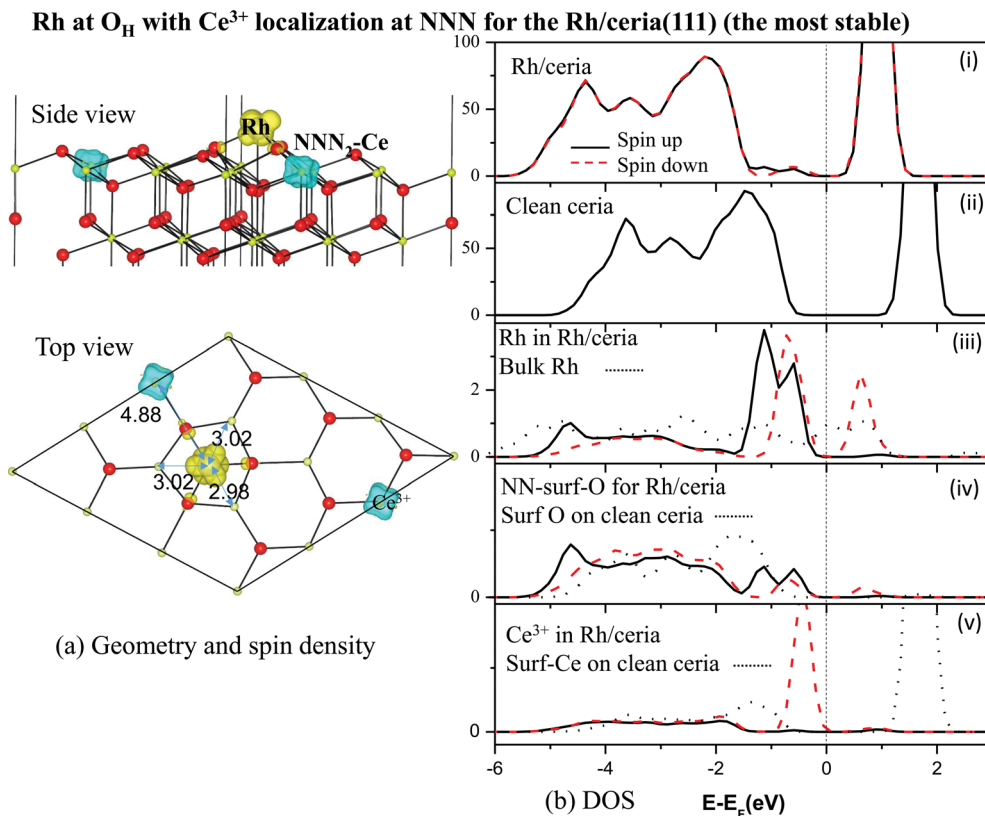 Rh at O_H with Ce³⁺ localization at NNN for the Rh/ceria(111) (the most stable)
Side view
Rh
NNN₂-Ce
Top view
4.88
3.02
3.02
2.98
Ce³⁺
(a) Geometry and spin density
100
50
0
Rh/ceria
(i)
Spin up
Spin down
50
0
Clean ceria
(ii)
2
0
Rh in Rh/ceria
(iii)
Bulk Rh
0
NN-surf-O for Rh/ceria
(iv)
Surf O on clean ceria
0
Ce³⁺ in Rh/ceria
(v)
Surf-Ce on clean ceria
-6 -4 -2 0 2
(b) DOS
E-E_F(eV)